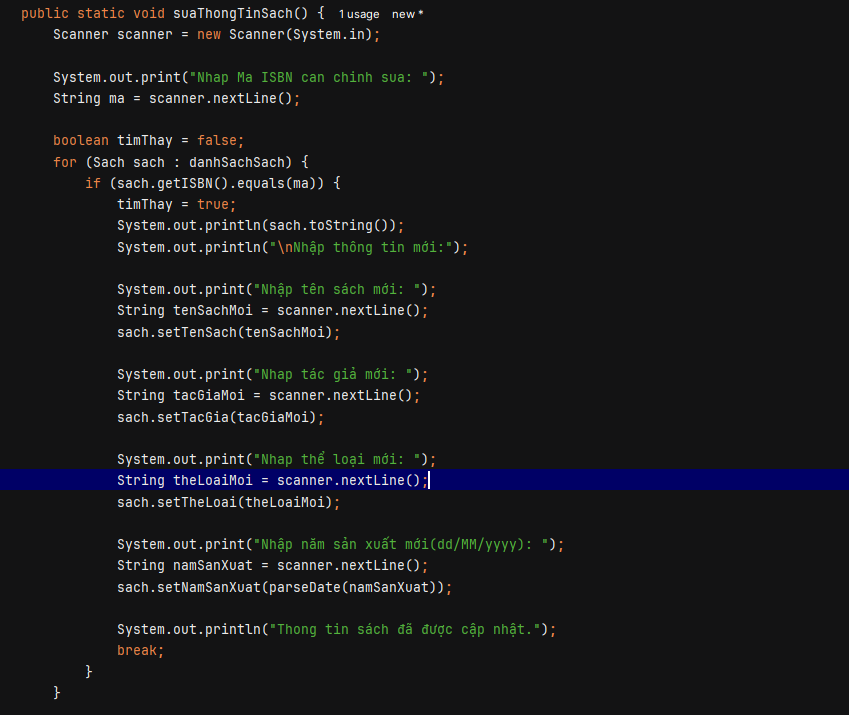 public static void suaThongTinSach() { 1 usage new *
Scanner scanner = new Scanner(System.in);
System.out.print("Nhap Ma ISBN can chinh sua: ");
String ma = scanner.nextLine();
boolean timThay = false;
for (Sach sach : danhSachSach) {
if (sach.getISBN().equals(ma)) {
timThay = true;
System.out.println(sach.toString());
System.out.println("\nNhập thông tin mới:");
System.out.print("Nhập tên sách mới: ");
String tenSachMoi = scanner.nextLine();
sach.setTenSach(tenSachMoi);
System.out.print("Nhap tác giả mới: ");
String tacGiaMoi = scanner.nextLine();
sach.setTacGia(tacGiaMoi);
System.out.print("Nhap thể loại mới: ");
String theLoaiMoi = scanner.nextLine();
sach.setTheLoai(theLoaiMoi);
System.out.print("Nhập năm sản xuất mới(dd/MM/yyyy): ");
String namSanXuat = scanner.nextLine();
sach.setNamSanXuat(parseDate(namSanXuat));
System.out.println("Thong tin sách đã được cập nhật.");
break;
}
}